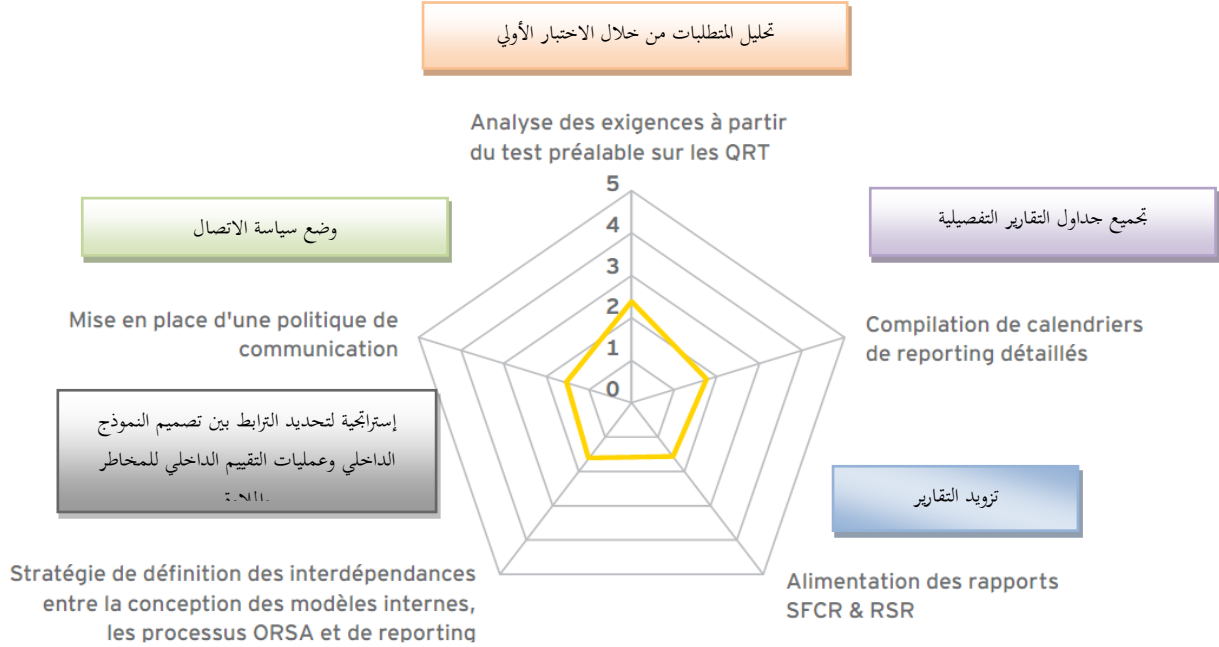 تحليل المتطلبات من خلال الاختبار الأولي
Analyse des exigences à partir
du test préalable sur les QRT
5
4
3
2
1
0
تجميع جداول التقارير التفصيلية
Compilation de calendriers
de reporting détaillés
تزويد التقارير
Alimentation des rapports
SFCR & RSR
وضع سياسة الاتصال
Mise en place d'une politique de
communication
إستراتجية لتحديد الترابط بين تصميم النموذج
الداخلي وعمليات التقييم الداخلي للمخاطر
Stratégie de définition des interdépendances
entre la conception des modèles internes,
les processus ORSA et de reporting